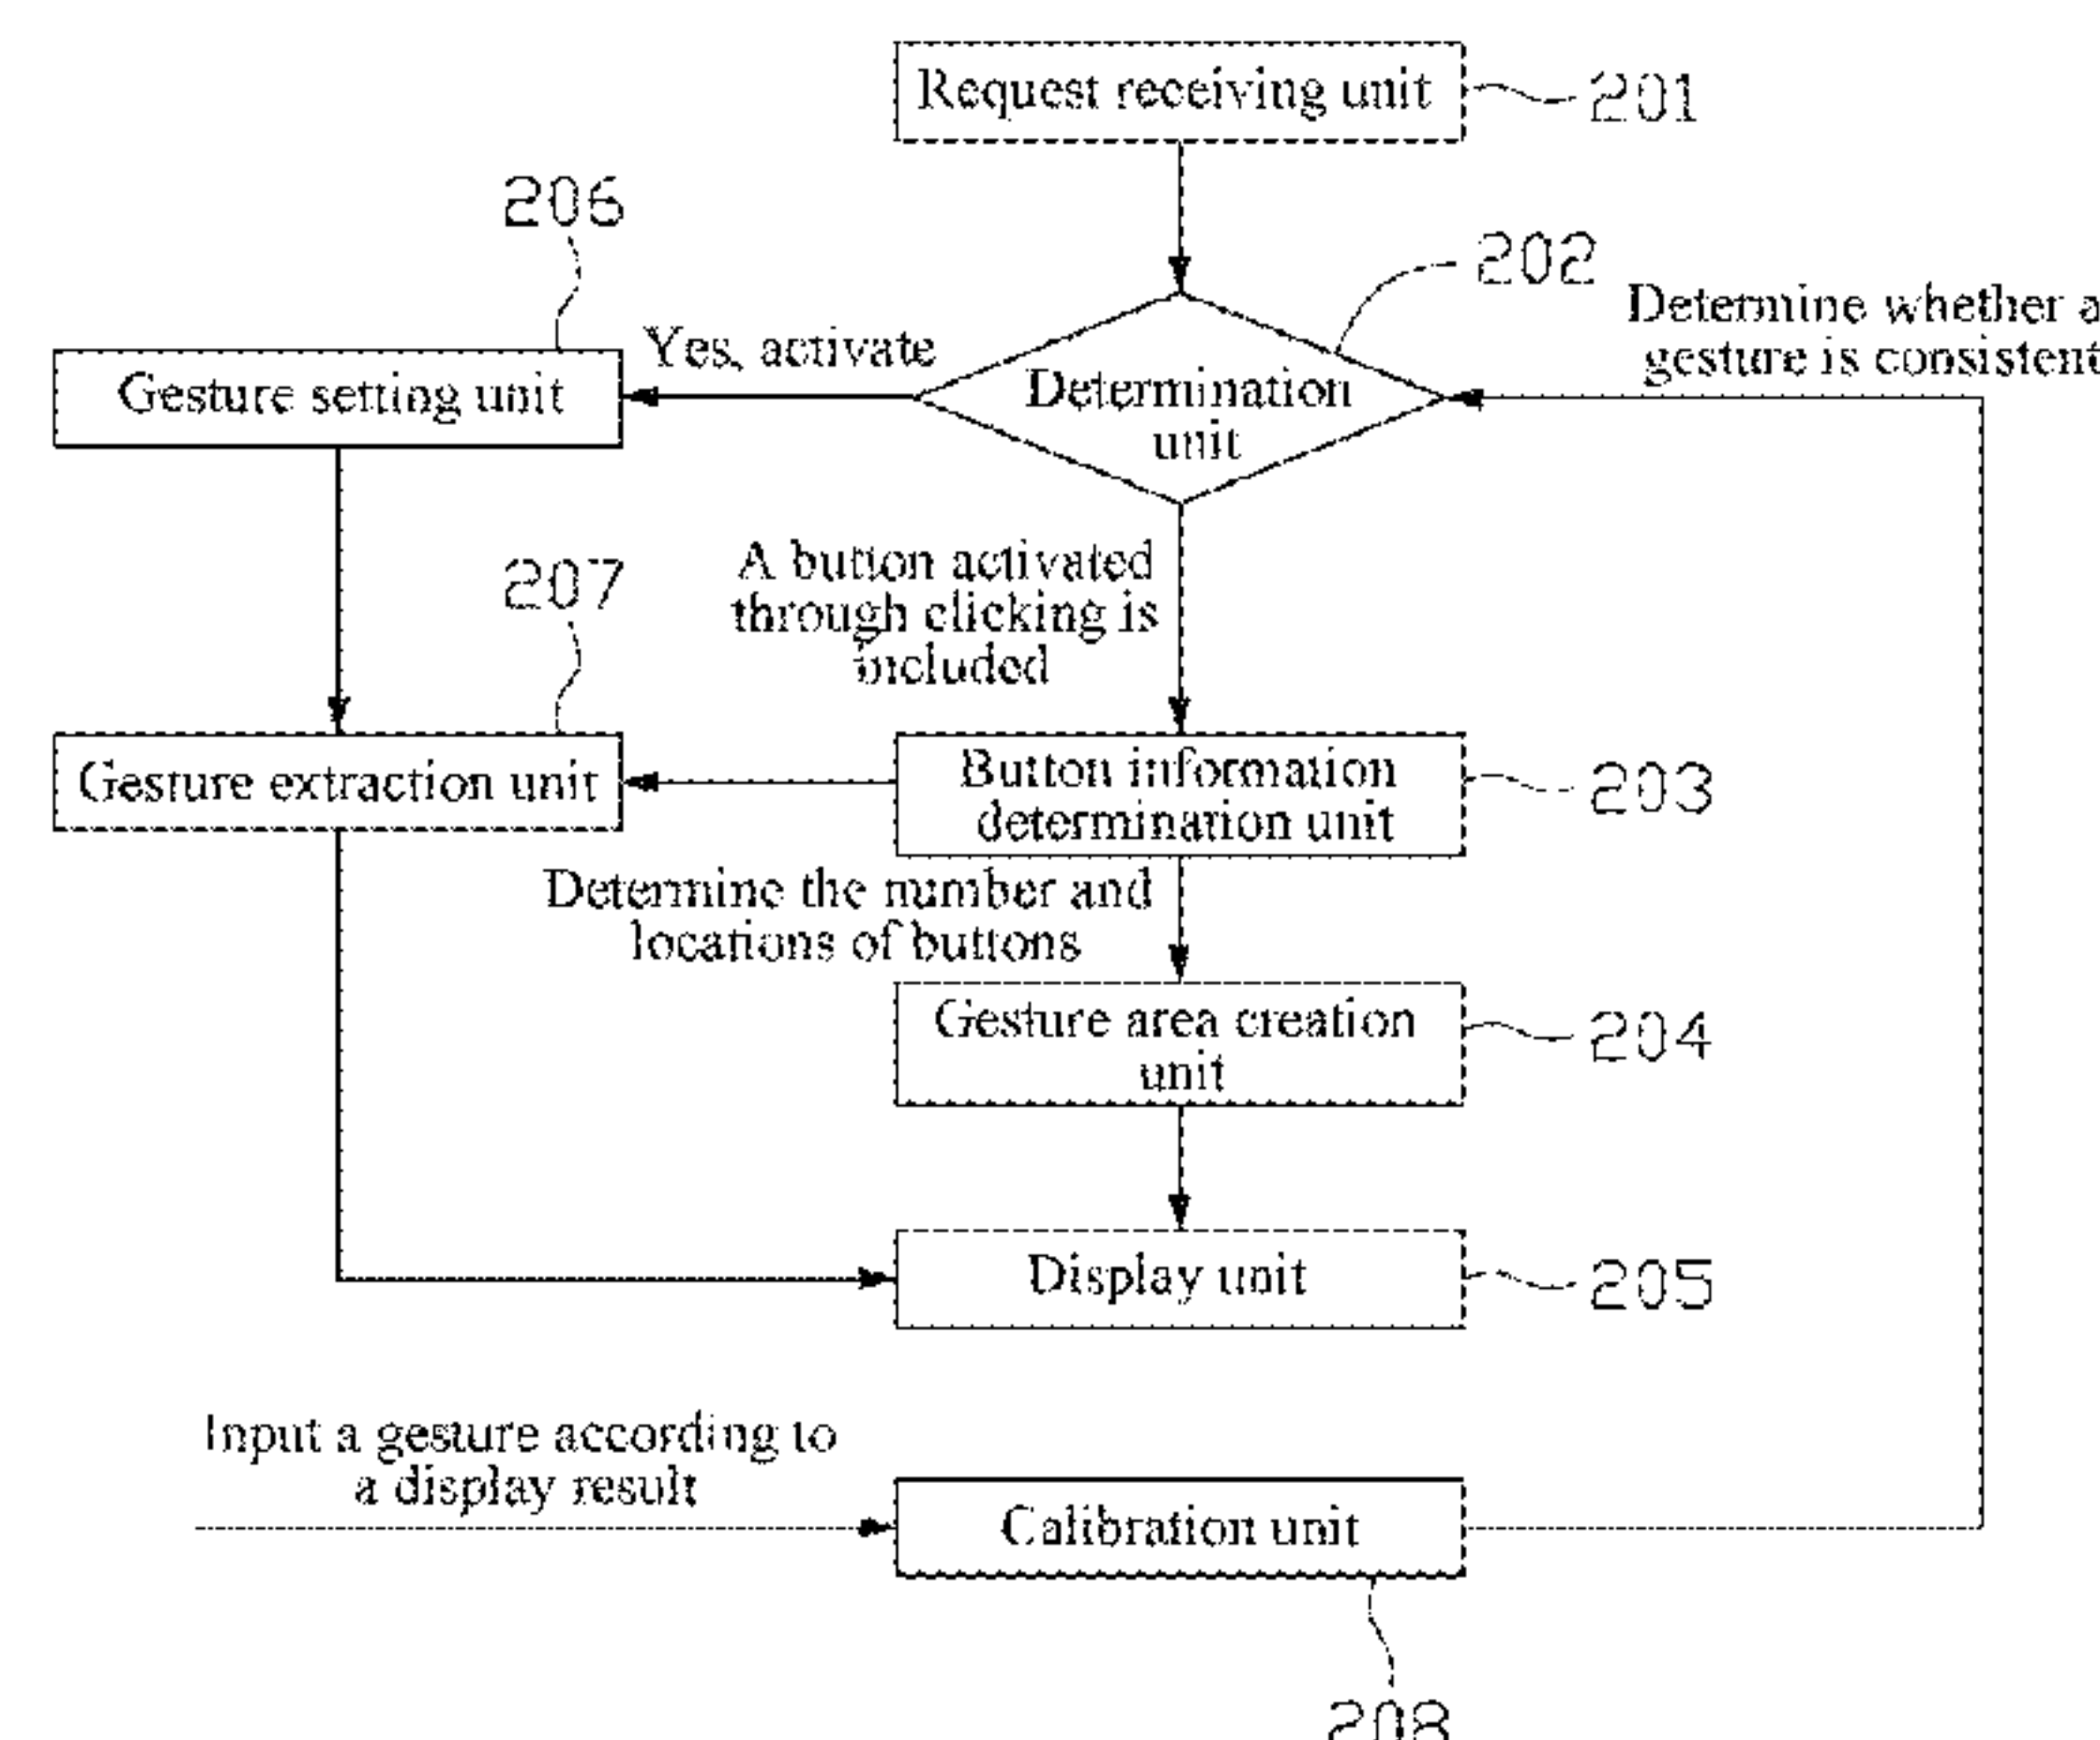 Request receiving unit
201
206
202
Determine whether a
gesture is consistent
Yes, activate
Gesture setting unit
Determination
unit
207
A button activated
through clicking is
included
Gesture extraction unit
Button information
determination unit
203
Determine the number and
locations of buttons
Gesture area creation
unit
204
Display unit
205
Input a gesture according to
a display result
Calibration unit
208